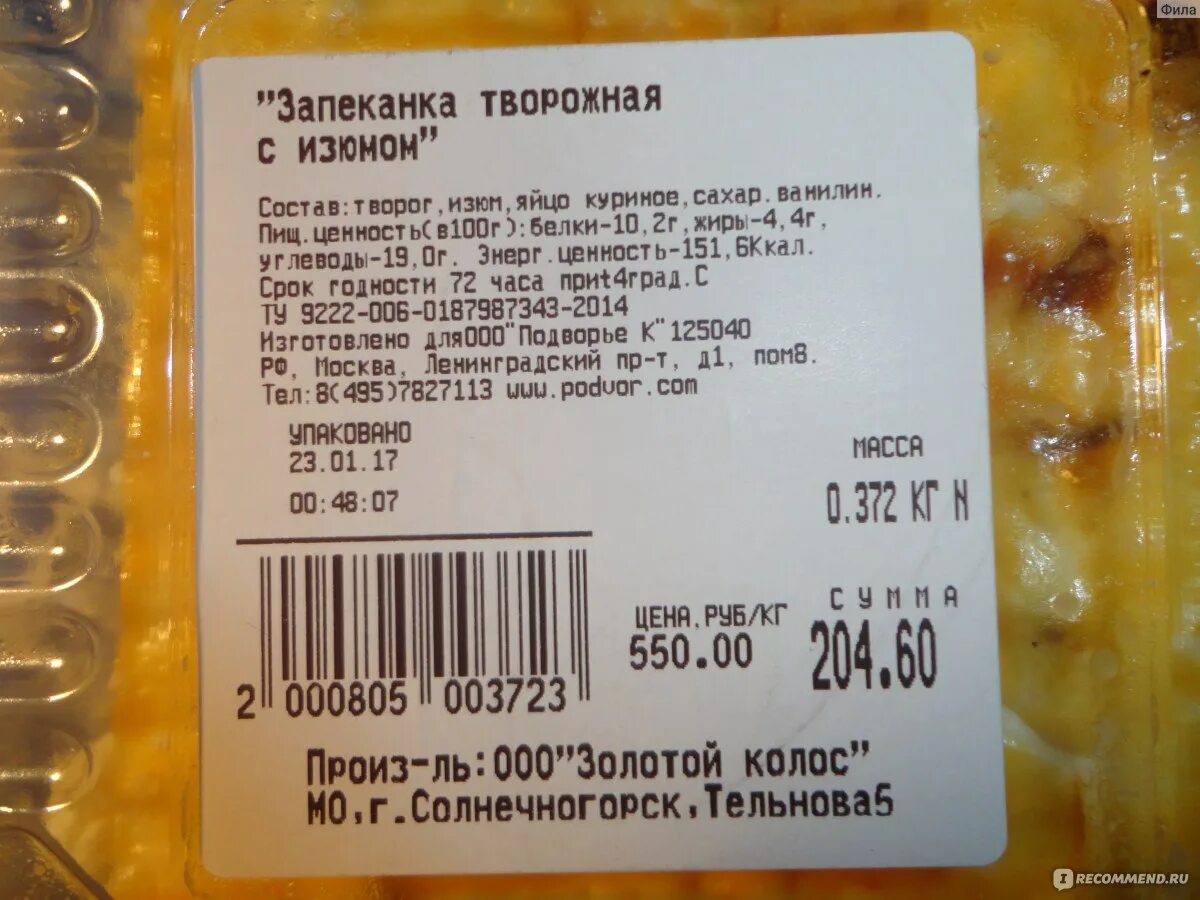 Фила
"Запеканка творожная
с изюмом"
Состав:творог,изюм,яйцо куриное,сахар.ванилин.
Пищ.ценность(в100г):белки-10,2г,жиры-4,4г,
углеводы-19,0г. Энерг.ценность-151,6Ккал.
Срок годности 72 часа приt4град.С
ТУ 9222-006-0187987343-2014
Изготовлено дляООО"Подворье К"125040
РФ, Москва, Ленинградский пр-т, д1, пом8.
Тел:8(495)7827113 www.podvor.com
УПАКОВАНО
23.01.17
00:48:07
МАССА
0.372 КГ N
ЦЕНА,РУБ/КГ
550.00
СУММА
204.60
2 000805 003723
Произ-ль:ООО"Золотой колос"
МО,г.Солнечногорск,Тельнова5
IRECOMMEND.RU